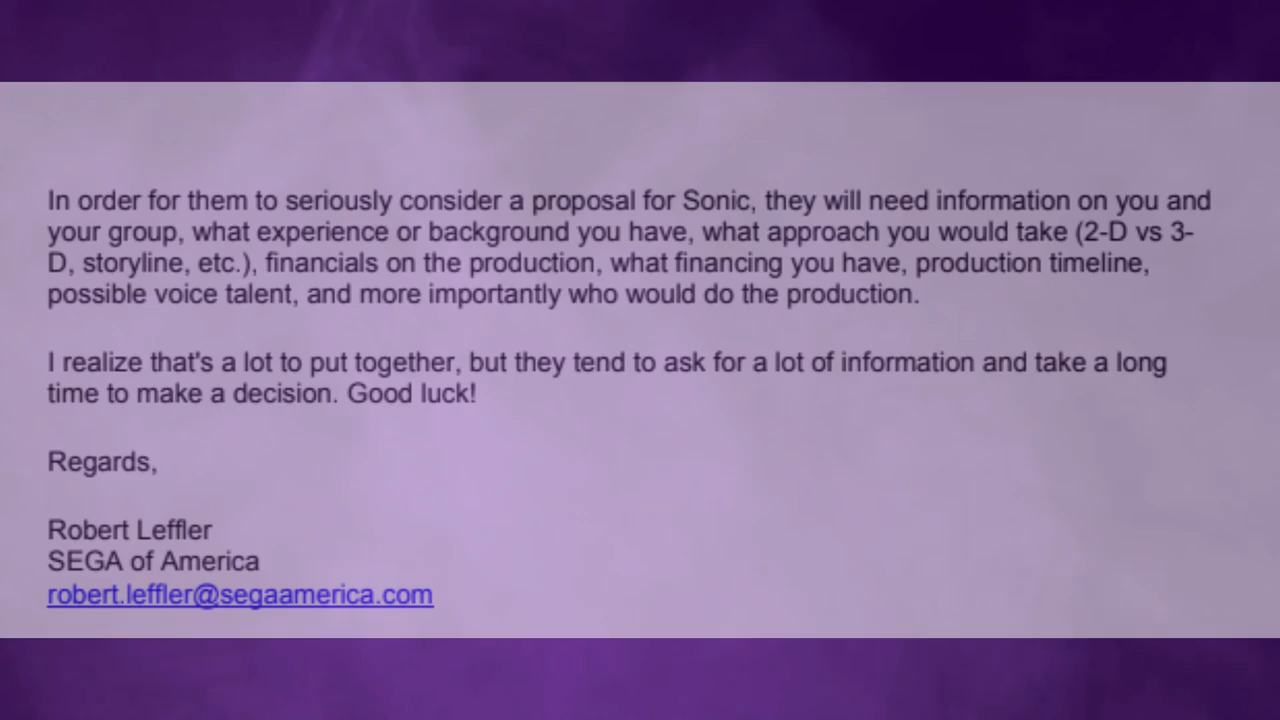 In order for them to seriously consider a proposal for Sonic, they will need information on you and
your group, what experience or background you have, what approach you would take (2-D vs 3-
D, storyline, etc.), financials on the production, what financing you have, production timeline,
possible voice talent, and more importantly who would do the production.
I realize that's a lot to put together, but they tend to ask for a lot of information and take a long
time to make a decision. Good luck!
Regards,
Robert Leffler
SEGA of America
robert.leffler@segaamerica.com